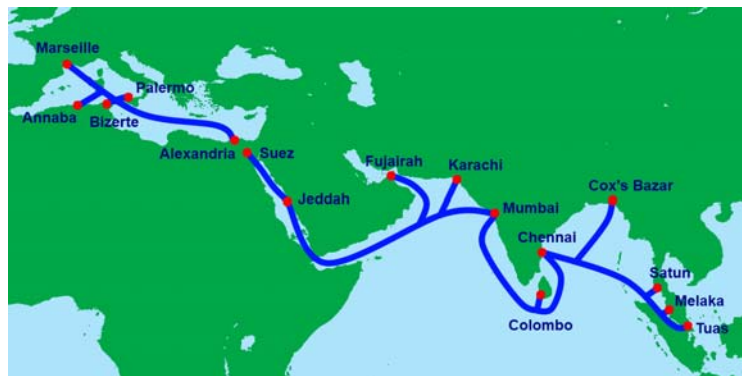 Marseille
Palermo
Annaba
Bizerte
Alexandria
Suez
Fujairah
Karachi
Cox's Bazar
Jeddah
Mumbai
Chennai
Satun
Melaka
Colombo
Tuas